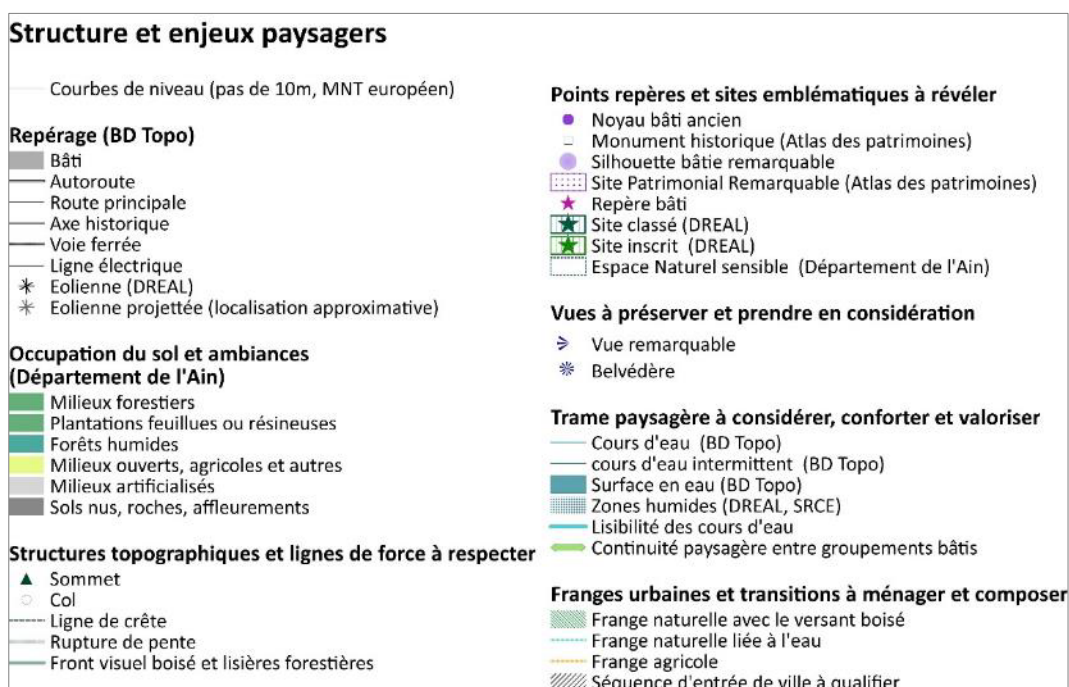 Structure et enjeux paysagers
Courbes de niveau (pas de 10m, MNT européen)
Repérage (BD Topo)
Bâti
Autoroute
Route principale
Axe historique
Voie ferrée
Ligne électrique
Eolienne (DREAL)
Eolienne projettée (localisation approximative)
Occupation du sol et ambiances
(Département de l'Ain)
Milieux forestiers
Plantations feuillues ou résineuses
Forêts humides
Milieux ouverts, agricoles et autres
Milieux artificialisés
Sols nus, roches, affleurements
Structures topographiques et lignes de force à respecter
Sommet
Col
Ligne de crête
Rupture de pente
Front visuel boisé et lisières forestières
Points repères et sites emblématiques à révéler
Noyau bâti ancien
Monument historique (Atlas des patrimoines)
Silhouette bâtie remarquable
Site Patrimonial Remarquable (Atlas des patrimoines)
Repère bâti
Site classé (DREAL)
Site inscrit (DREAL)
Espace Naturel sensible (Département de l'Ain)
Vues à préserver et prendre en considération
Vue remarquable
Belvédère
Trame paysagère à considérer, conforter et valoriser
Cours d'eau (BD Topo)
cours d'eau intermittent (BD Topo)
Surface en eau (BD Topo)
Zones humides (DREAL, SRCE)
Lisibilité des cours d'eau
Continuité paysagère entre groupements bâtis
Franges urbaines et transitions à ménager et composer
Frange naturelle avec le versant boisé
Frange naturelle liée à l'eau
Frange agricole
Séquence d'entrée de ville à qualifier